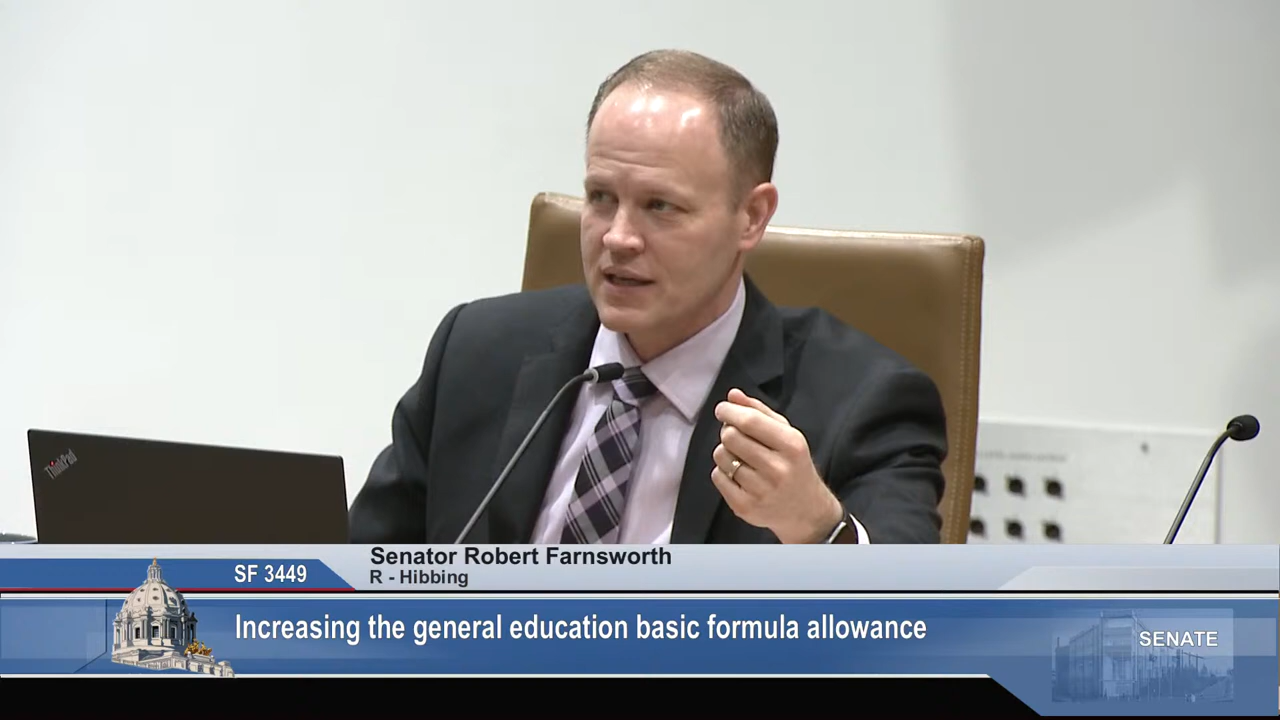 ThinkPad
Senator Robert Farnsworth
SF 3449
R - Hibbing
Increasing the general education basic formula allowance
SENATE